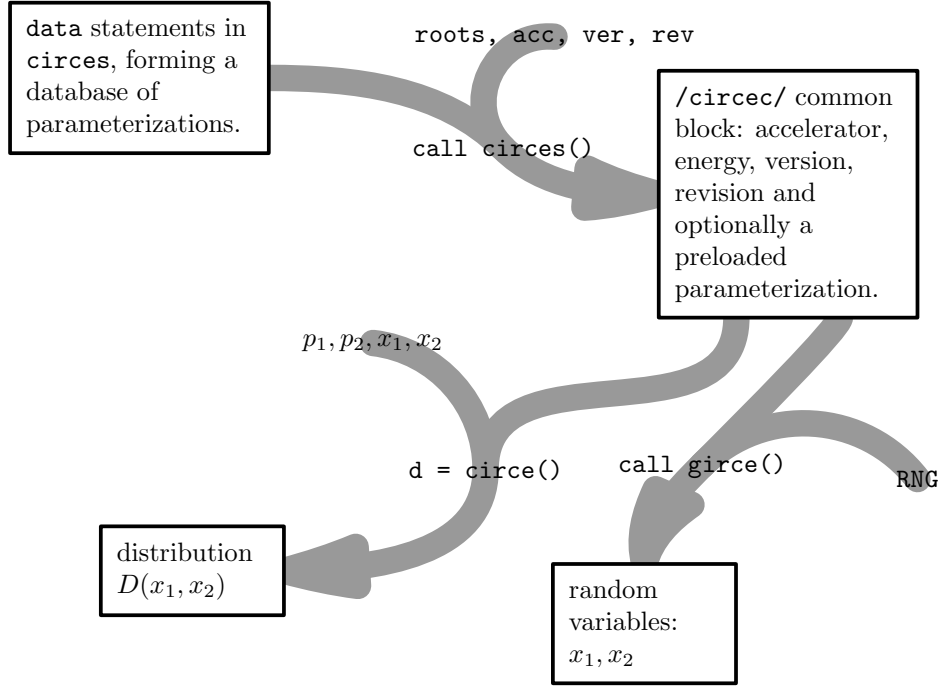 data statements in
circes, forming a
database of
parameterizations.
roots, acc, ver, rev
call circes()
/circec/ common
block: accelerator,
energy, version,
revision and
optionally a
preloaded
parameterization.
p₁, p₂, x₁, x₂
d = circe()
call girce()
RNG
distribution
D(x₁, x₂)
random
variables:
x₁, x₂